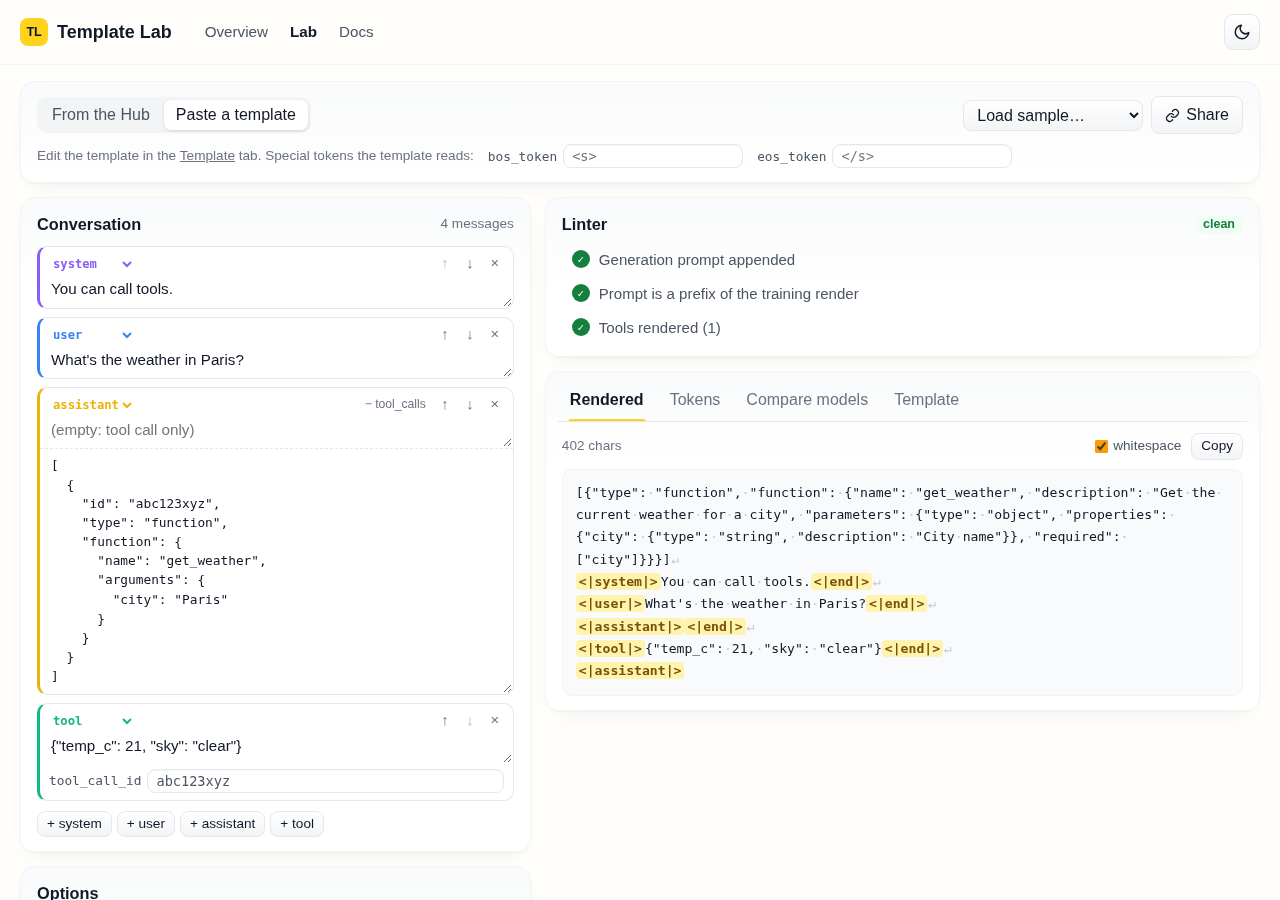 TL Template Lab Overview Lab Docs
From the Hub Paste a template Load sample… Share
Edit the template in the Template tab. Special tokens the template reads: bos_token <s> eos_token </s>
Conversation 4 messages
system ↑ ↓ ×
You can call tools.
user ↑ ↓ ×
What's the weather in Paris?
assistant − tool_calls ↑ ↓ ×
(empty: tool call only)
[
  {
    "id": "abc123xyz",
    "type": "function",
    "function": {
      "name": "get_weather",
      "arguments": {
        "city": "Paris"
      }
    }
  }
]
tool ↑ ↓ ×
{"temp_c": 21, "sky": "clear"}
tool_call_id abc123xyz
+ system + user + assistant + tool
Options
Linter clean
✓ Generation prompt appended
✓ Prompt is a prefix of the training render
✓ Tools rendered (1)
Rendered Tokens Compare models Template
402 chars whitespace Copy
[{"type":·"function",·"function":·{"name":·"get_weather",·"description":·"Get·the·
current·weather·for·a·city",·"parameters":·{"type":·"object",·"properties":·
{"city":·{"type":·"string",·"description":·"City·name"}},·"required":·
["city"]}}}]↵
<|system|>You·can·call·tools.<|end|>↵
<|user|>What's·the·weather·in·Paris?<|end|>↵
<|assistant|><|end|>↵
<|tool|>{"temp_c":·21,·"sky":·"clear"}<|end|>↵
<|assistant|>